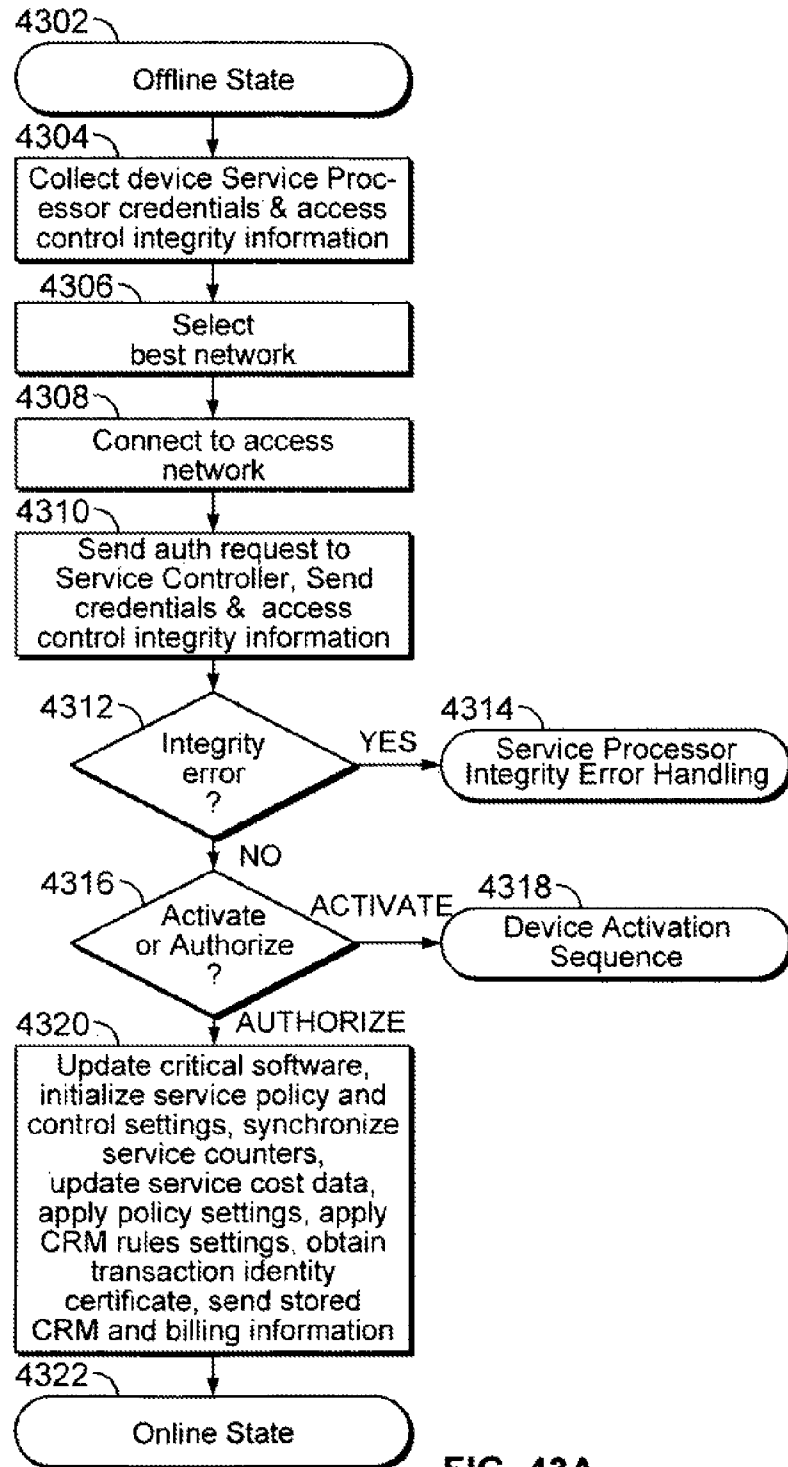 4302
Offline State
4304
Collect device Service Proc-
essor credentials & access
control integrity information
4306
Select
best network
4308
Connect to access
network
4310
Send auth request to
Service Controller, Send
credentials & access
control integrity information
4312
Integrity
error
?
YES
4314
Service Processor
Integrity Error Handling
NO
4316
Activate
or Authorize
?
ACTIVATE
4318
Device Activation
Sequence
AUTHORIZE
4320
Update critical software,
initialize service policy and
control settings, synchronize
service counters,
update service cost data,
apply policy settings, apply
CRM rules settings, obtain
transaction identity
certificate, send stored
CRM and billing information
4322
Online State
FIG. 43A